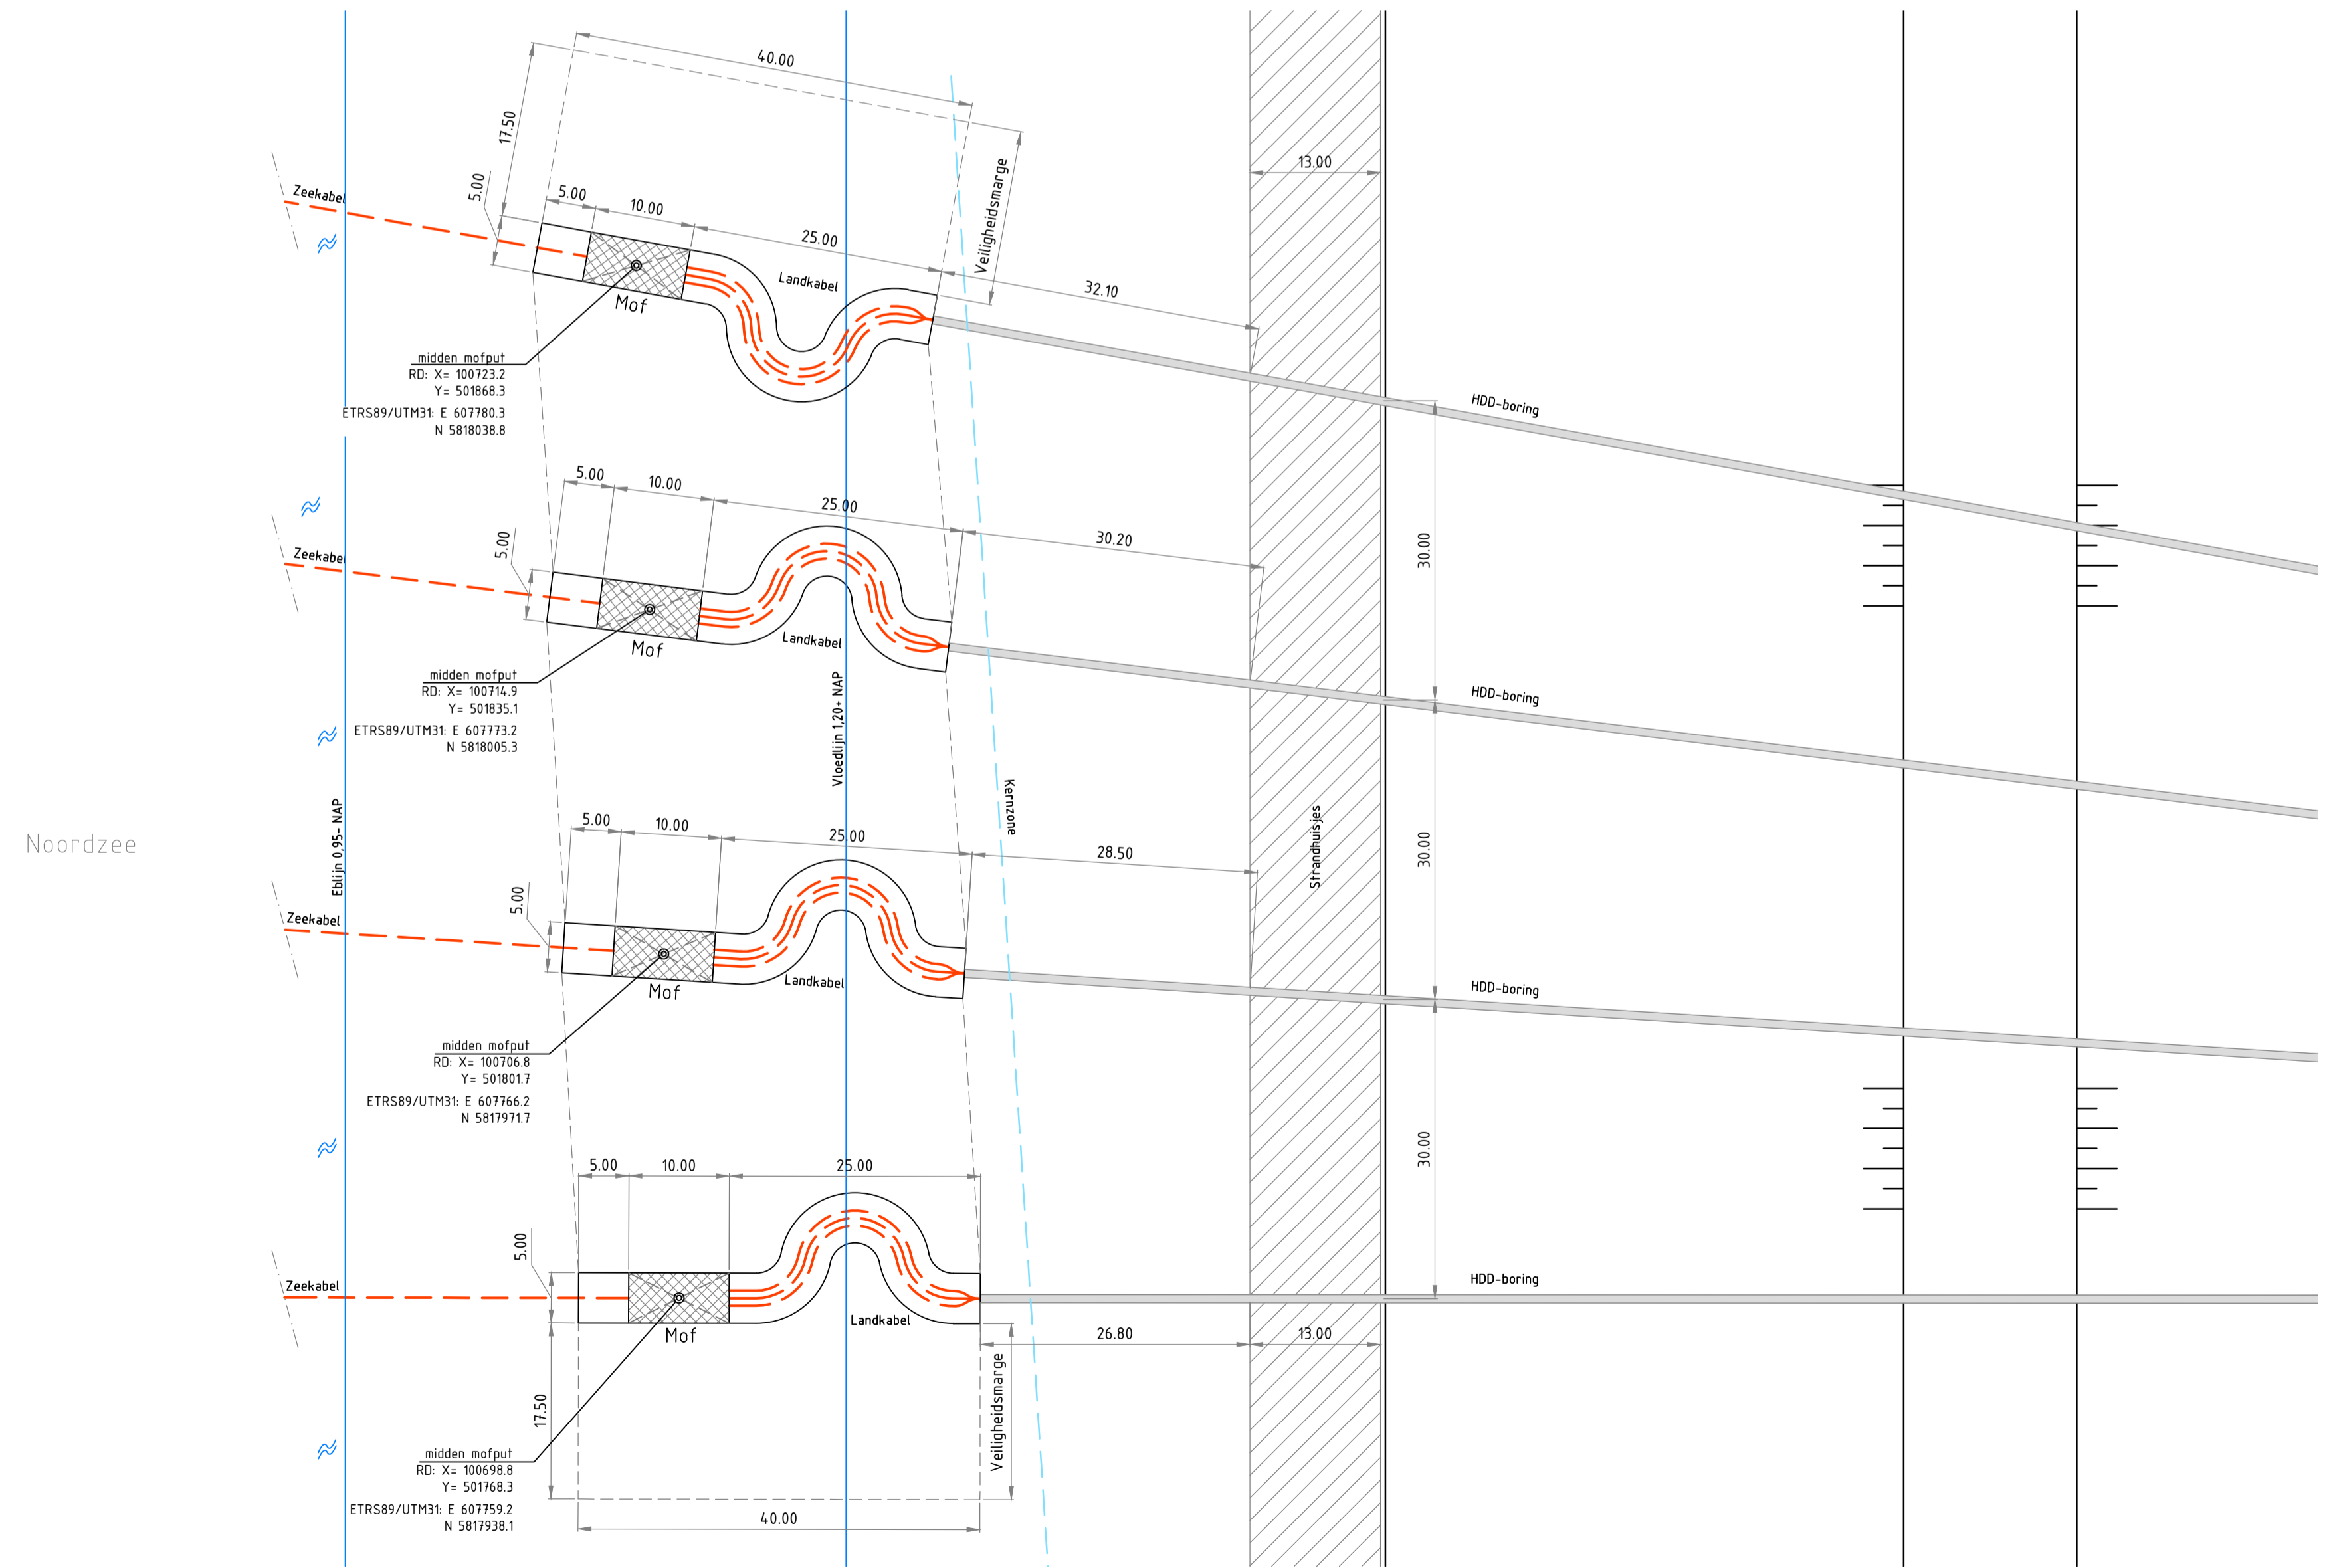 40.00
17.50
Veiligheidsmarge
13.00
5.00
Zeekabel
5.00
10.00
25.00
Landkabel
32.10
Mof
midden mofput
RD: X= 100723.2
Y= 501868.3
ETRS89/UTM31: E 607780.3
N 5818038.8
HDD-boring
5.00
10.00
25.00
30.20
5.00
30.00
Zeekabel
Mof
Landkabel
midden mofput
RD: X= 100714.9
Y= 501835.1
ETRS89/UTM31: E 607773.2
N 5818005.3
HDD-boring
Vloedlijn 1,20+ NAP
Kernzone
Strandhuisjes
Noordzee
Eblijn 0,95- NAP
5.00
10.00
25.00
28.50
30.00
5.00
Zeekabel
Mof
Landkabel
HDD-boring
midden mofput
RD: X= 100706.8
Y= 501801.7
ETRS89/UTM31: E 607766.2
N 5817971.7
30.00
5.00
10.00
25.00
5.00
Zeekabel
HDD-boring
Mof
Landkabel
26.80
13.00
17.50
Veiligheidsmarge
midden mofput
RD: X= 100698.8
Y= 501768.3
ETRS89/UTM31: E 607759.2
N 5817938.1
40.00